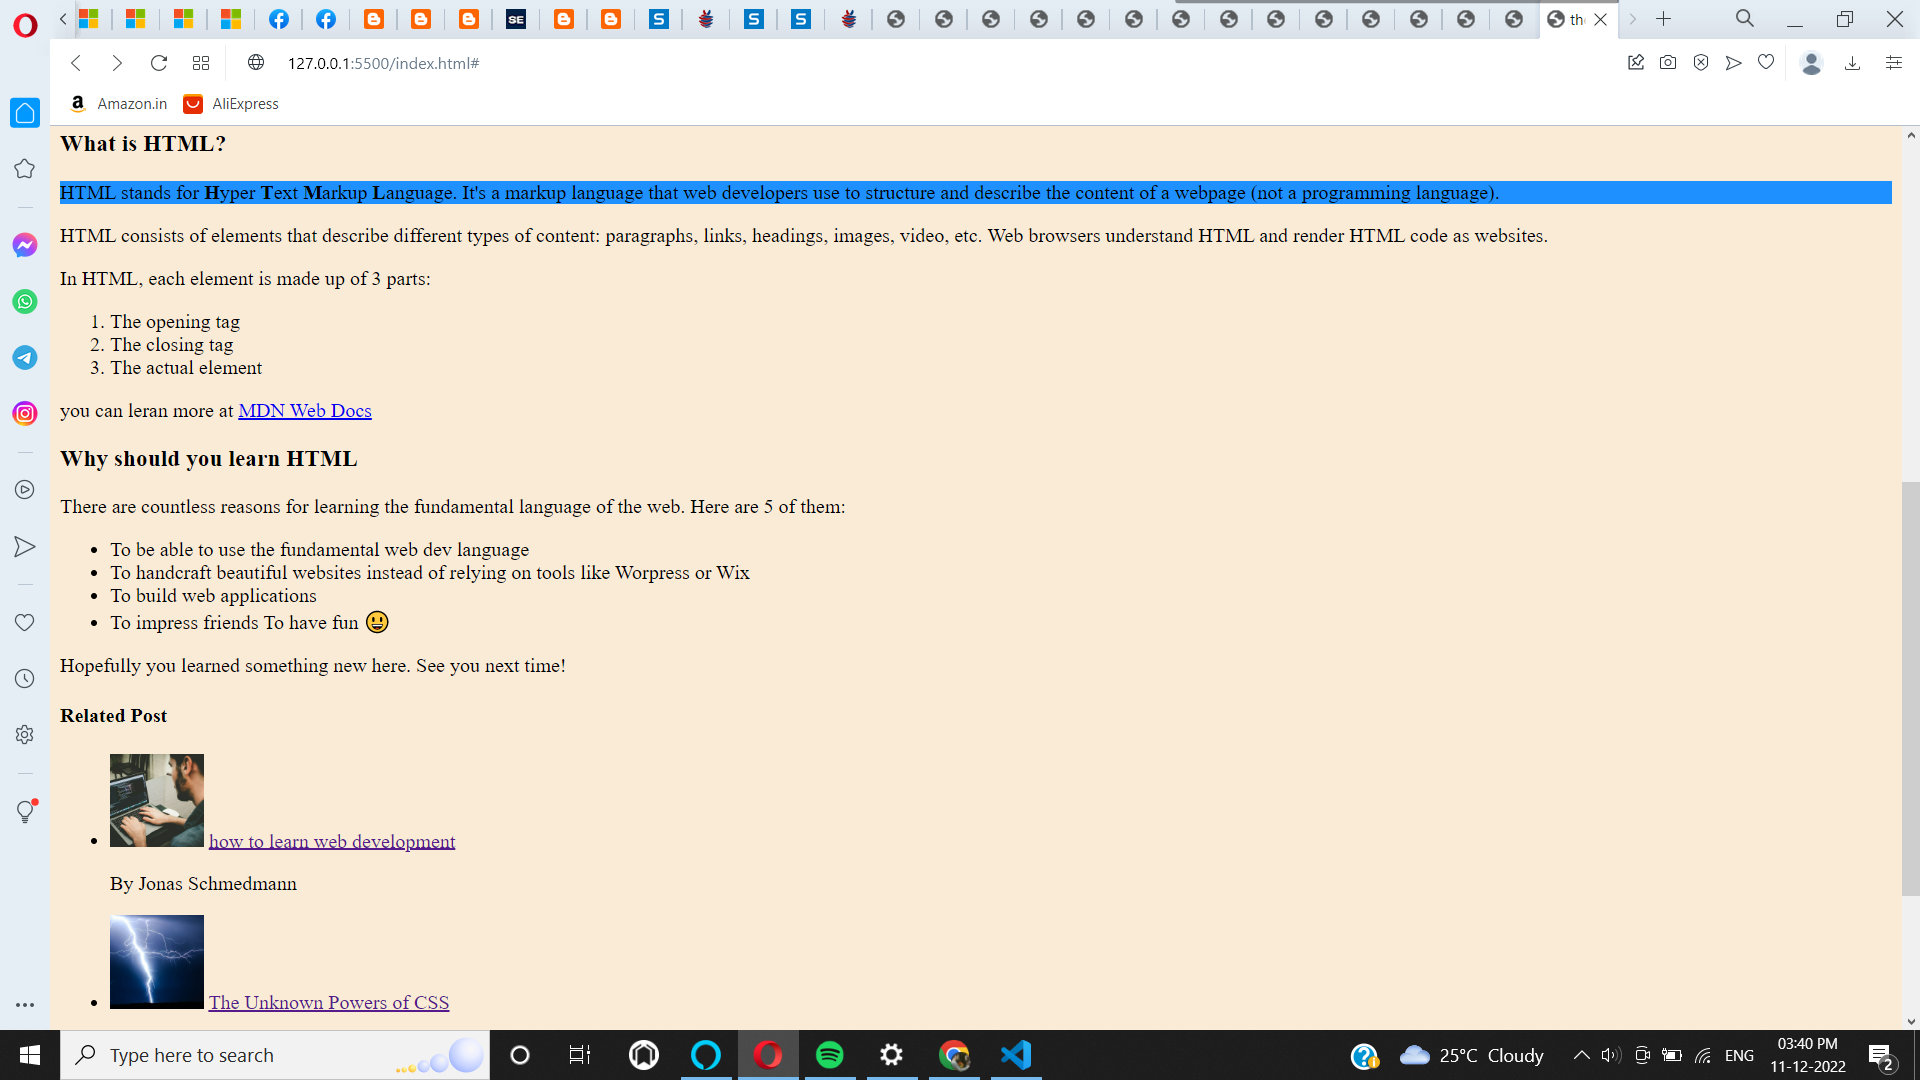 th
127.0.0.1:5500/index.html#
Amazon.in AliExpress
What is HTML?
HTML stands for Hyper Text Markup Language. It's a markup language that web developers use to structure and describe the content of a webpage (not a programming language).
HTML consists of elements that describe different types of content: paragraphs, links, headings, images, video, etc. Web browsers understand HTML and render HTML code as websites.
In HTML, each element is made up of 3 parts:
1. The opening tag
2. The closing tag
3. The actual element
you can leran more at MDN Web Docs
Why should you learn HTML
There are countless reasons for learning the fundamental language of the web. Here are 5 of them:
• To be able to use the fundamental web dev language
• To handcraft beautiful websites instead of relying on tools like Worpress or Wix
• To build web applications
• To impress friends To have fun 😃
Hopefully you learned something new here. See you next time!
Related Post
• how to learn web development
By Jonas Schmedmann
• The Unknown Powers of CSS
Type here to search
25°C Cloudy
ENG
03:40 PM
11-12-2022
2